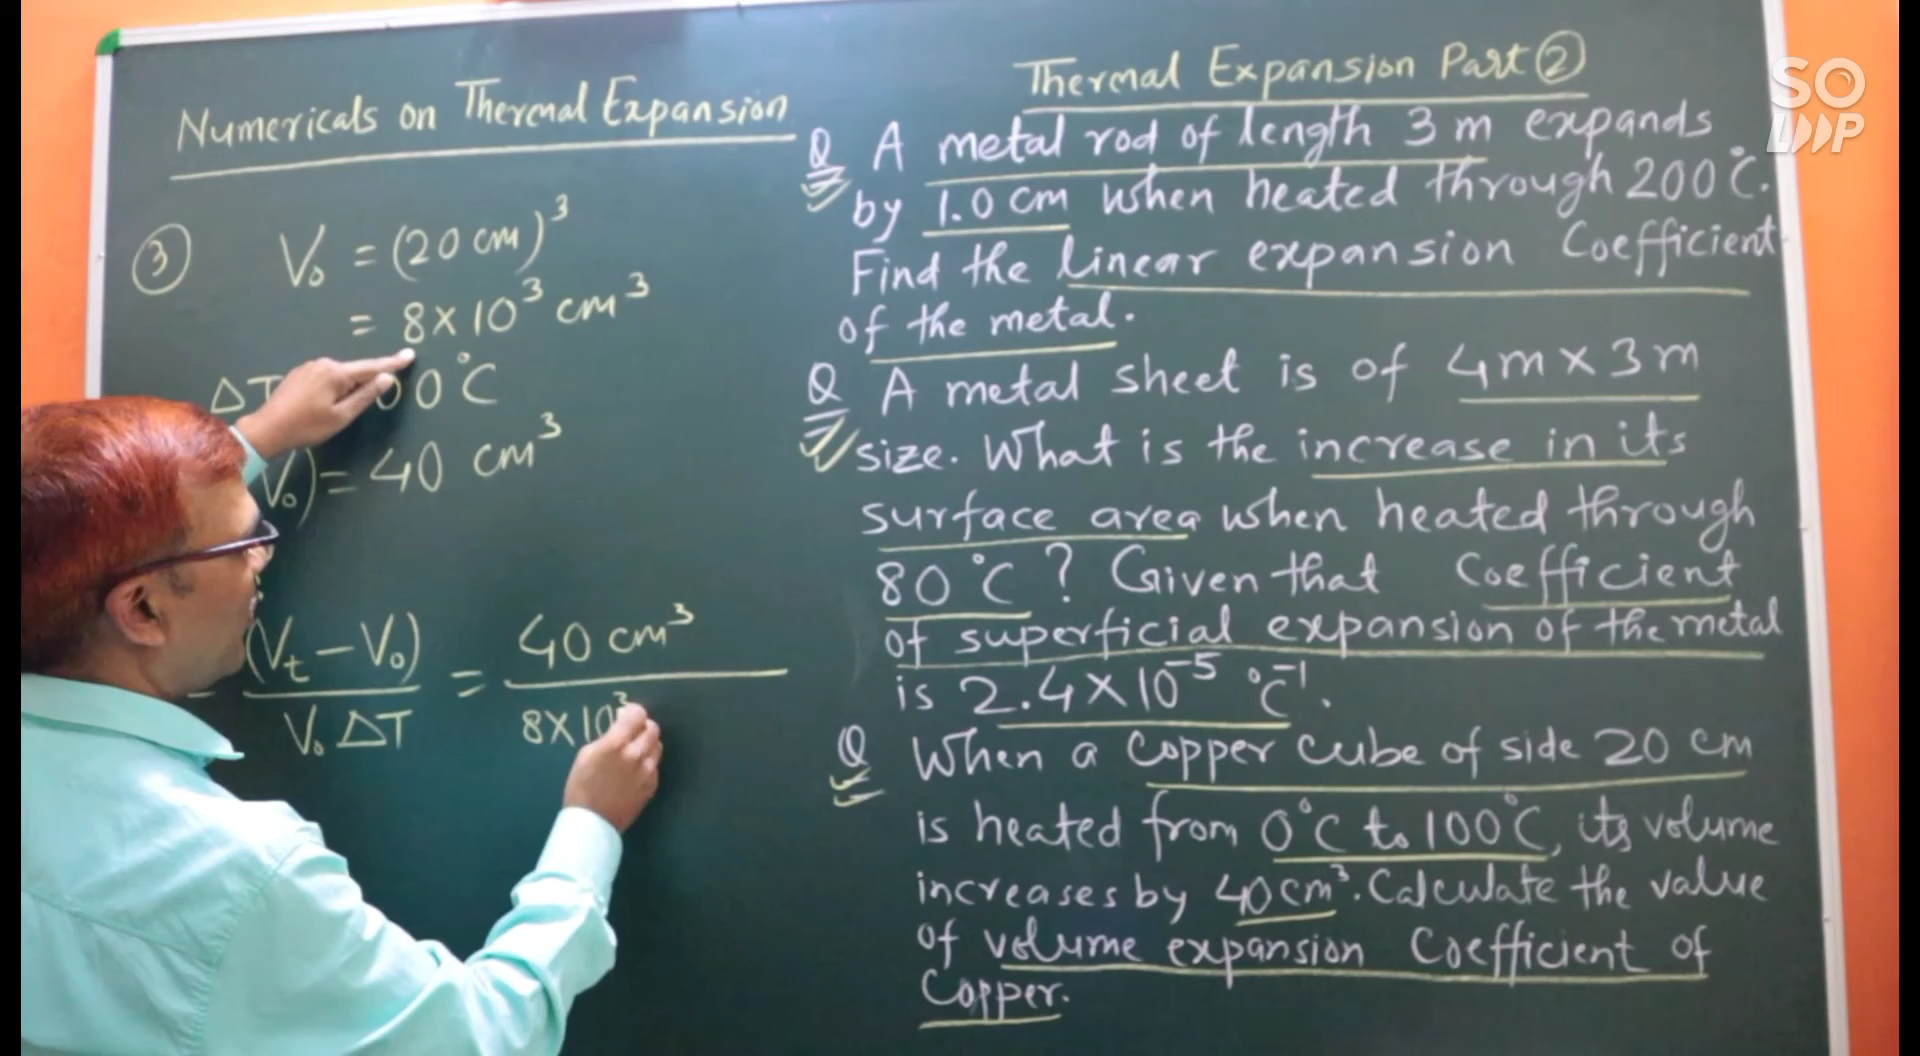 Numericals on Thermal Expansion
③ V₀ = (20 cm)³
= 8 × 10³ cm³
ΔT 00°C
V₀) = 40 cm³
(Vₜ – V₀) = 40 cm³
V₀ ΔT 8 × 10³
Thermal Expansion Part ②
Q A metal rod of length 3 m expands
by 1.0 cm when heated through 200°C.
Find the linear expansion Coefficient
of the metal.
Q A metal sheet is of 4m × 3m
size. What is the increase in its
surface area when heated through
80°C? Given that Coefficient
of superficial expansion of the metal
is 2.4 × 10⁻⁵ °C⁻¹.
Q When a copper cube of side 20 cm
is heated from 0°C to 100°C, its volume
increases by 40 cm³. Calculate the value
of volume expansion Coefficient of
Copper.
SO
LOOP